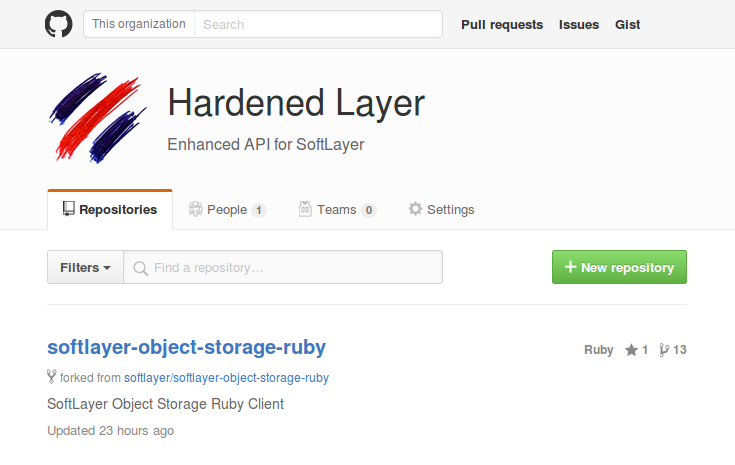 This organization Search Pull requests Issues Gist
Hardened Layer
Enhanced API for SoftLayer
Repositories People 1 Teams 0 Settings
Filters Find a repository… New repository
softlayer-object-storage-ruby Ruby 1 13
forked from softlayer/softlayer-object-storage-ruby
SoftLayer Object Storage Ruby Client
Updated 23 hours ago